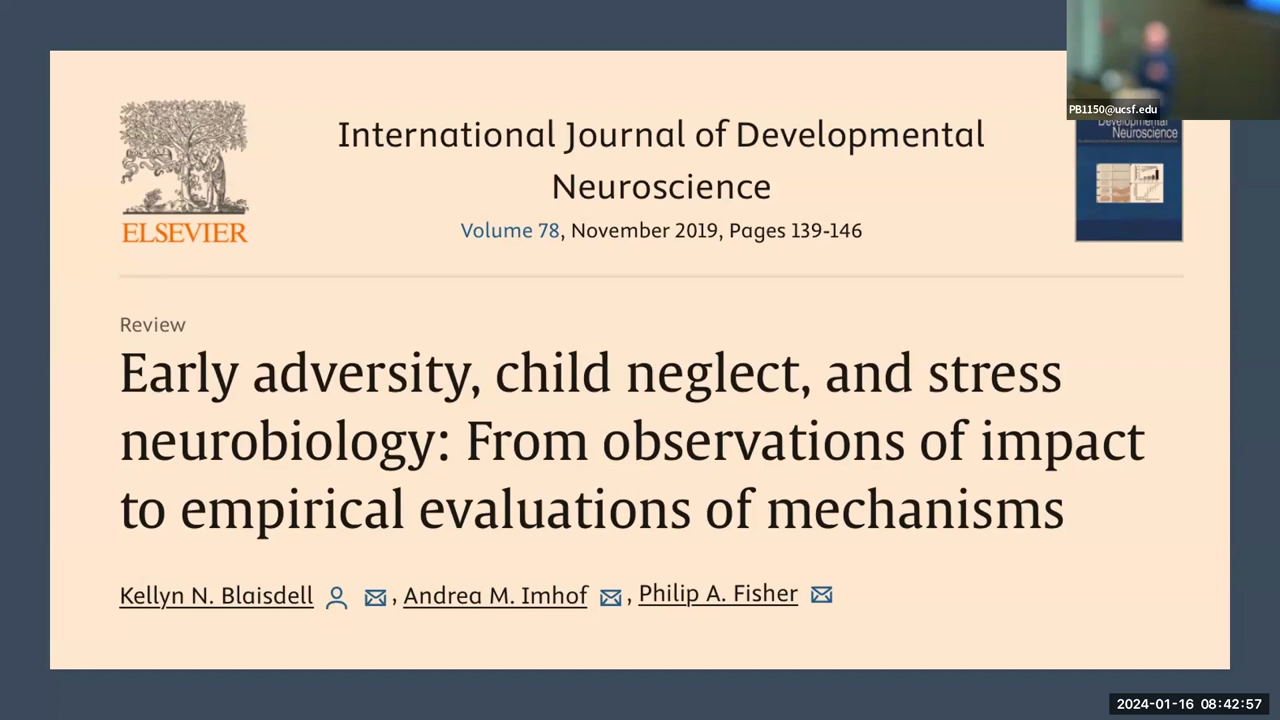 PB1150@ucsf.edu
ELSEVIER
International Journal of Developmental
Neuroscience
Volume 78, November 2019, Pages 139-146
Developmental
Neuroscience
Review
Early adversity, child neglect, and stress
neurobiology: From observations of impact
to empirical evaluations of mechanisms
Kellyn N. Blaisdell , Andrea M. Imhof , Philip A. Fisher
2024-01-16 08:42:57